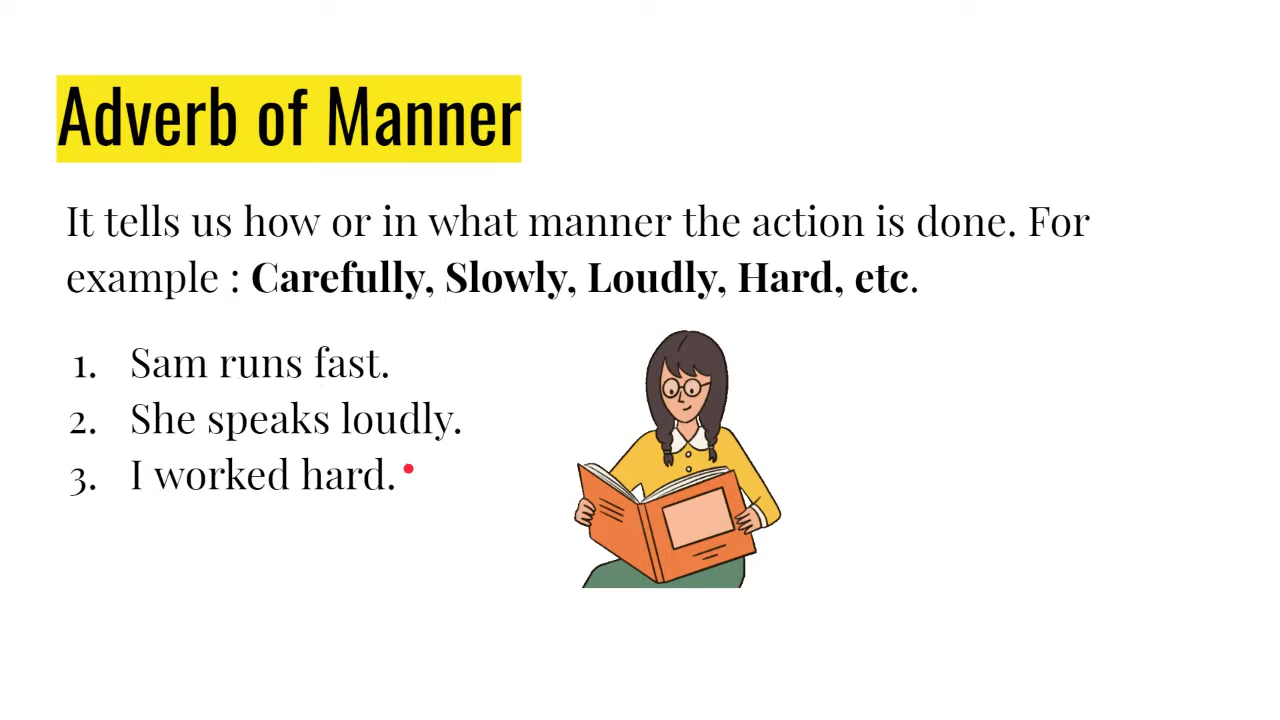 Adverb of Manner
It tells us how or in what manner the action is done. For
example : Carefully, Slowly, Loudly, Hard, etc.
1. Sam runs fast.
2. She speaks loudly.
3. I worked hard.